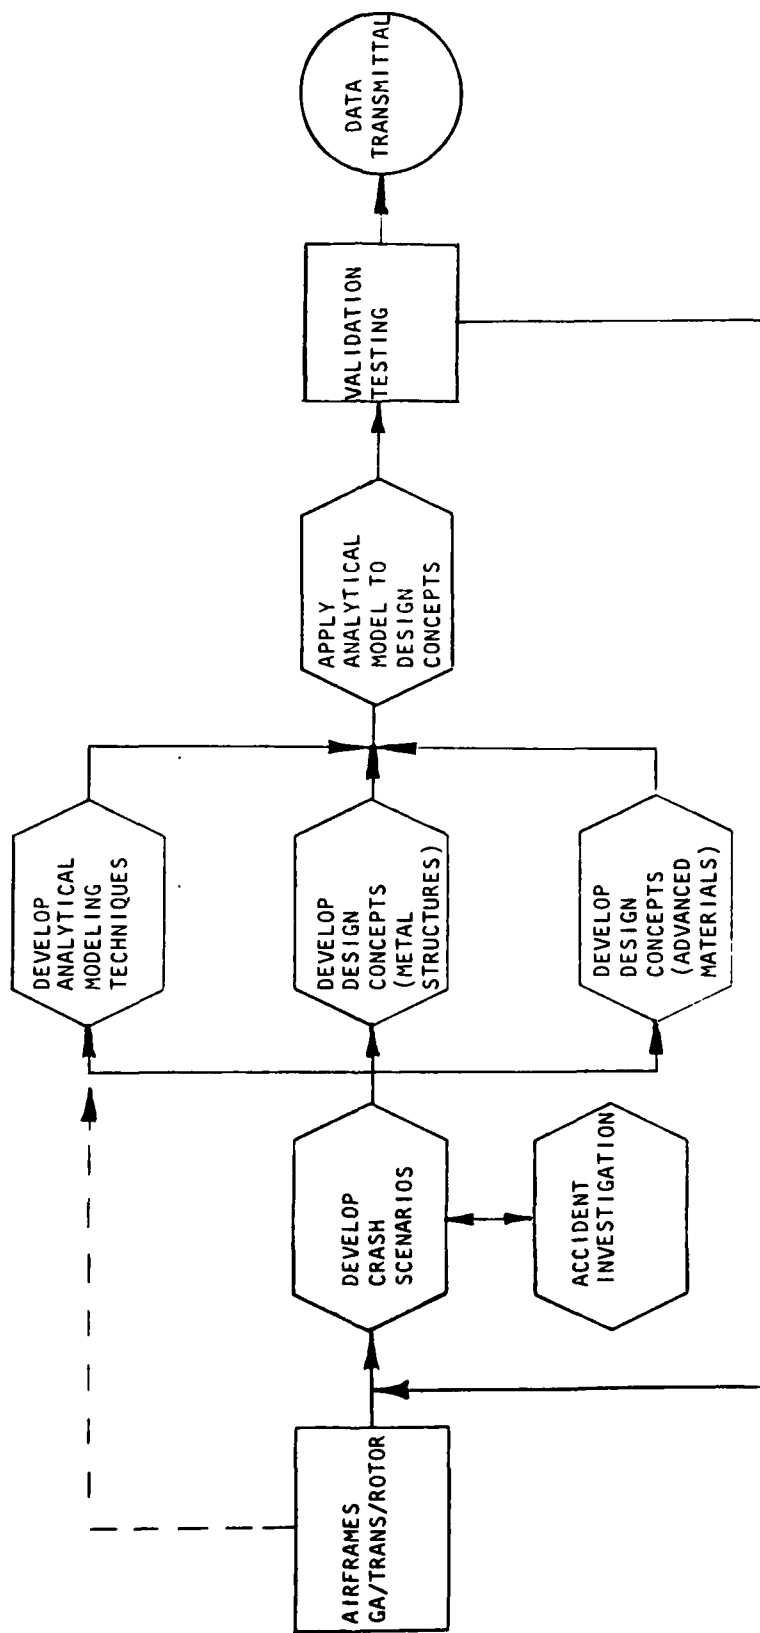 AIRFRAMES
GA/TRANS/ROTOR
DEVELOP
CRASH
SCENARIOS
ACCIDENT
INVESTIGATION
DEVELOP
ANALYTICAL
MODELING
TECHNIQUES
DEVELOP
DESIGN
CONCEPTS
(METAL
STRUCTURES)
DEVELOP
DESIGN
CONCEPTS
(ADVANCED
MATERIALS)
APPLY
ANALYTICAL
MODEL TO
DESIGN
CONCEPTS
VALIDATION
TESTING
DATA
TRANSMITTAL